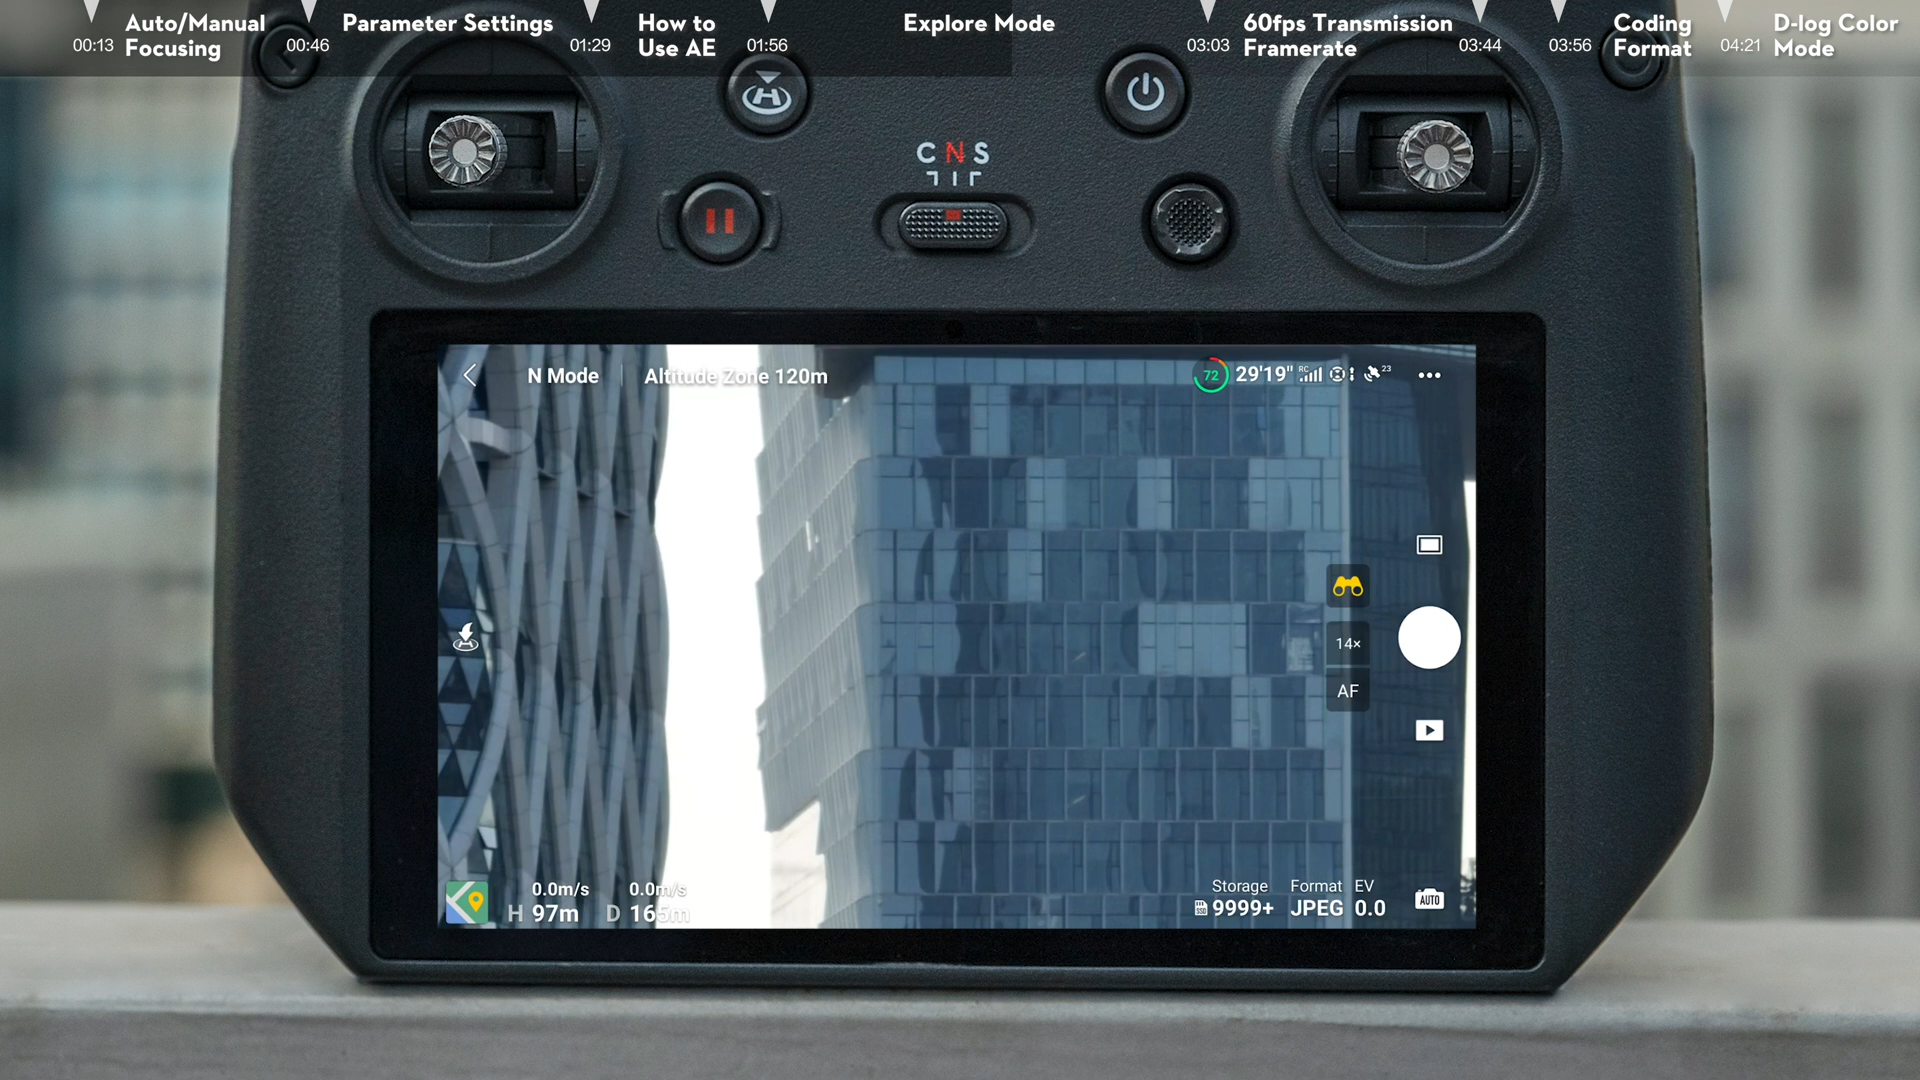 Auto/Manual
Focusing
Parameter Settings
How to
Use AE
Explore Mode
60fps Transmission
Framerate
Coding
Format
D-log Color
Mode
00:13
00:46
01:29
01:56
03:03
03:44
03:56
04:21
C N S
N Mode
Altitude Zone 120m
72
29'19"
RC
23
14×
AF
0.0m/s
0.0m/s
H 97m
D 165m
Storage
Format
EV
SSD
9999+
JPEG
0.0
AUTO